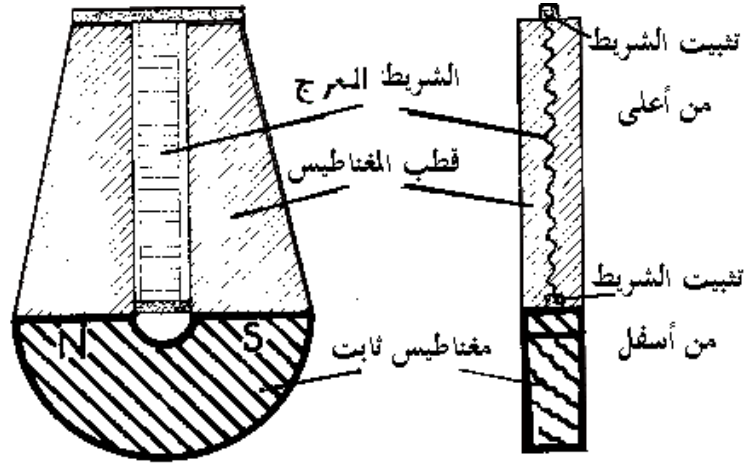 تثبيت الشريط
من أعلى
الشريط المعرج
قطب المغناطيس
تثبيت الشريط
من أسفل
N S
مغناطيس ثابت